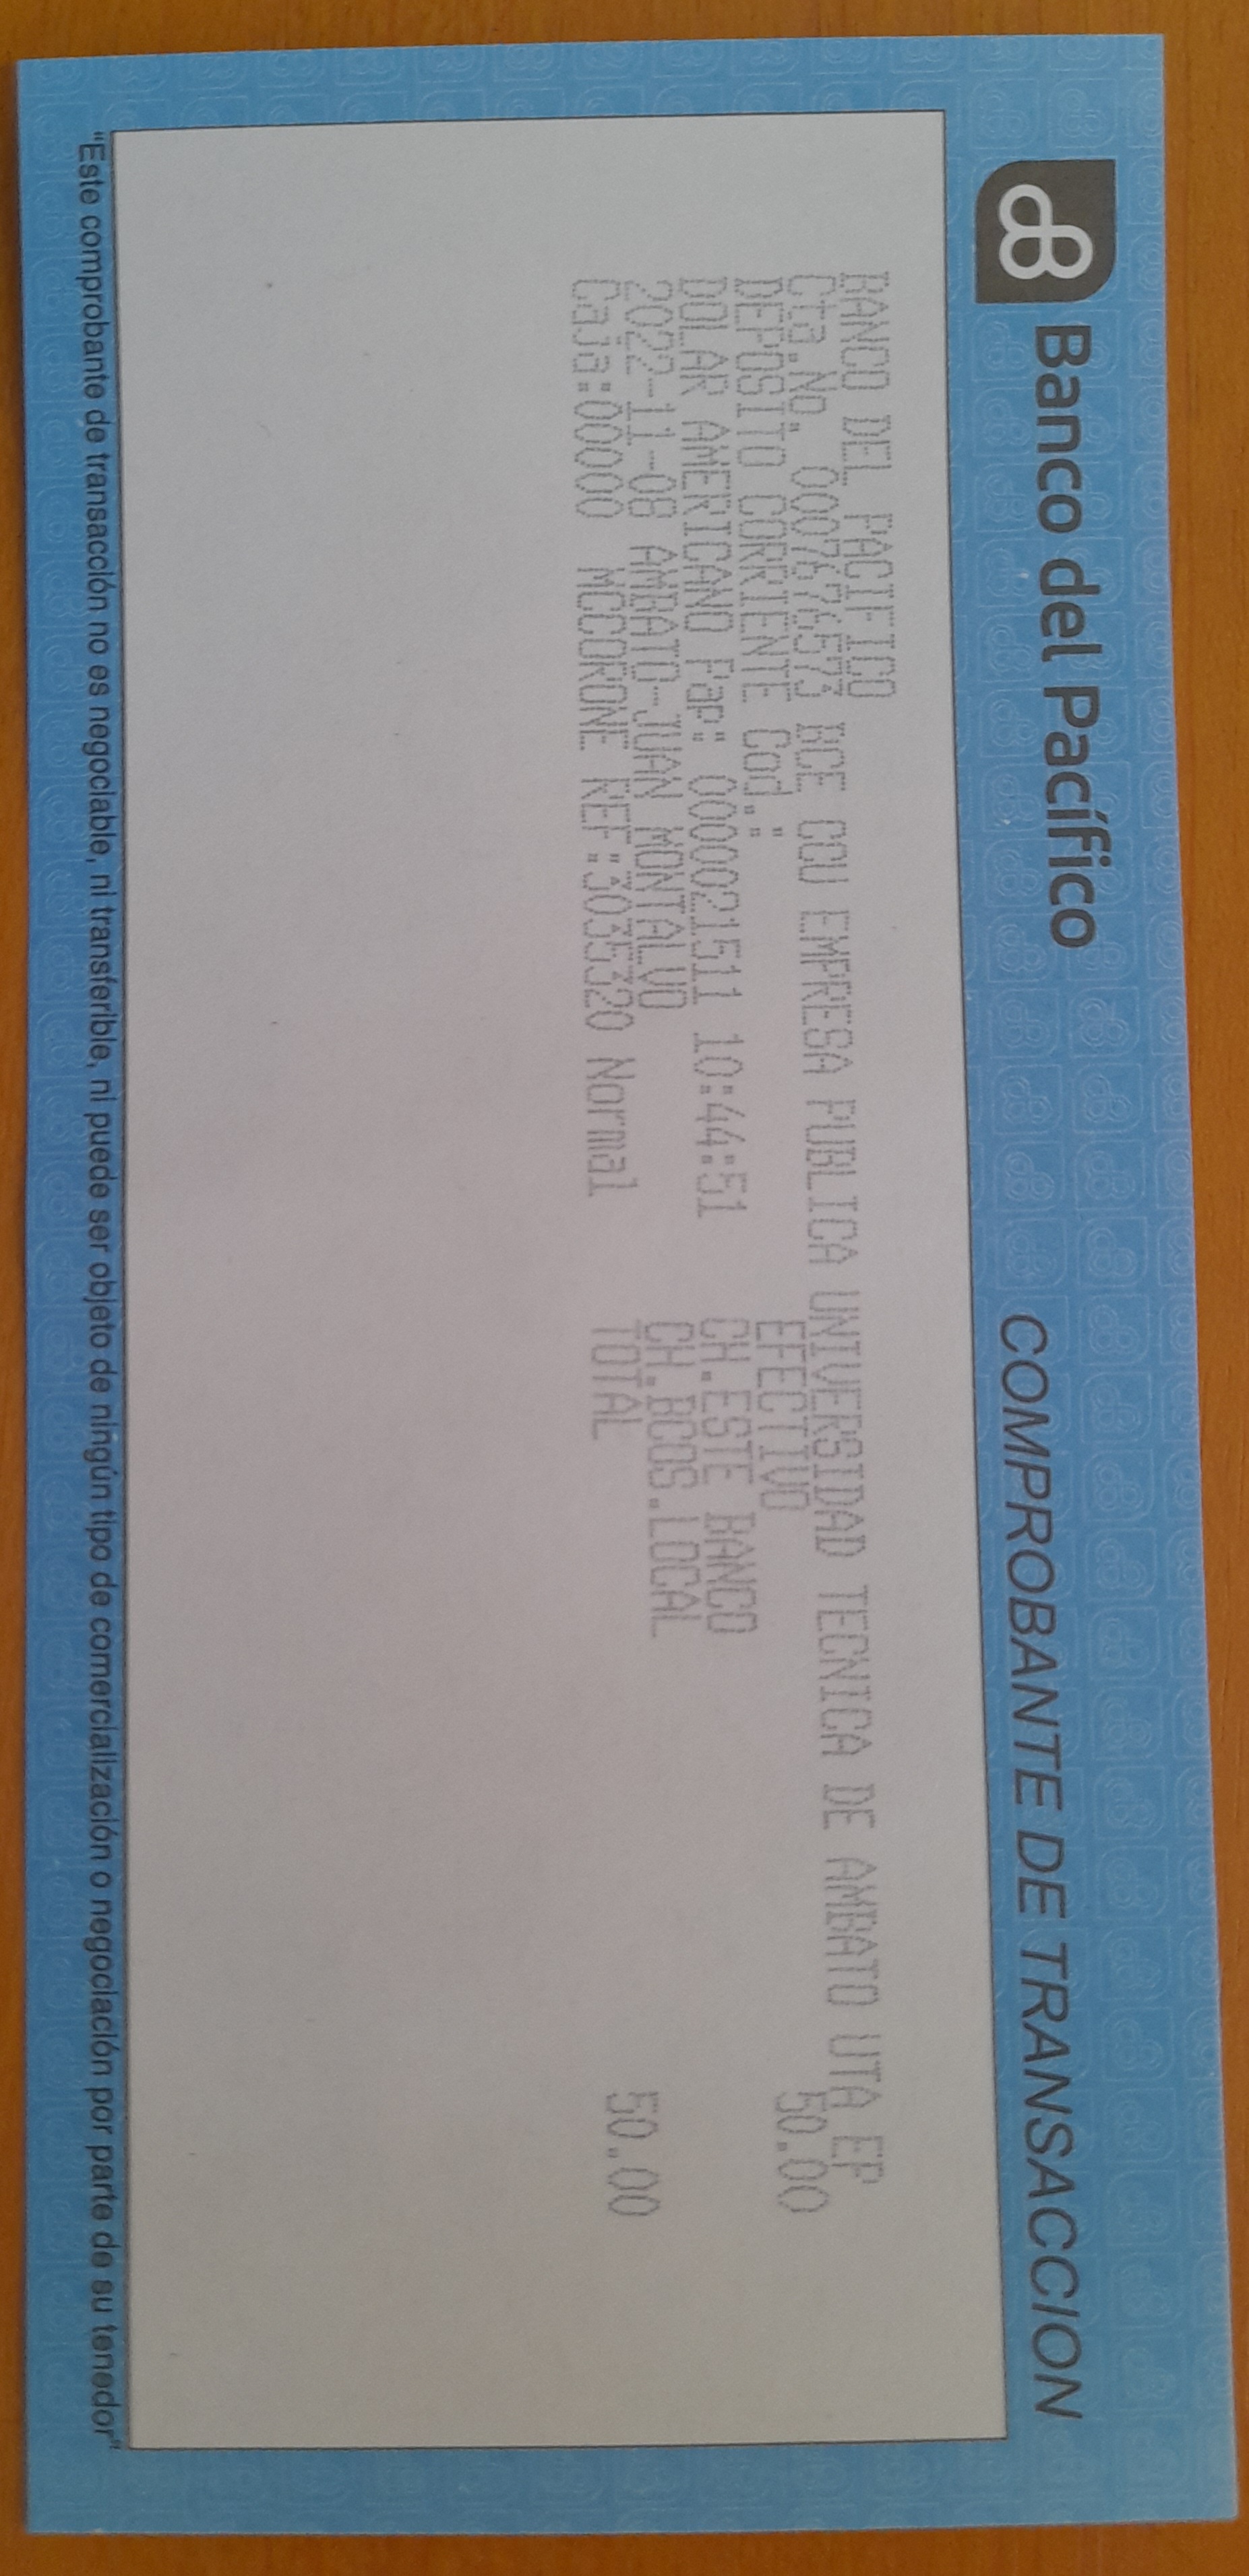 Banco del Pacífico
COMPROBANTE DE TRANSACCION
BANCO DEL PACIFICO
Cta.No. 0007676573 BCE CCU EMPRESA PUBLICA UNIVERSIDAD TECNICA DE AMBATO UTA EP
DEPOSITO CORRIENTE Cod.: EFECTIVO 50.00
DOLAR AMERICANO Pap: 000021511 10:44:51 CH.ESTE BANCO
2022-11-08 AMBATO-JUAN MONTALVO CH.BCOS.LOCAL
Caja:00000 MCCORONE REF:3035320 Normal TOTAL 50.00
"Este comprobante de transacción no es negociable, ni transferible, ni puede ser objeto de ningún tipo de comercialización o negociación por parte de su tenedor"